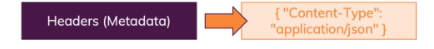 Headers (Metadata)
{ "Content-Type":
"application/json" }